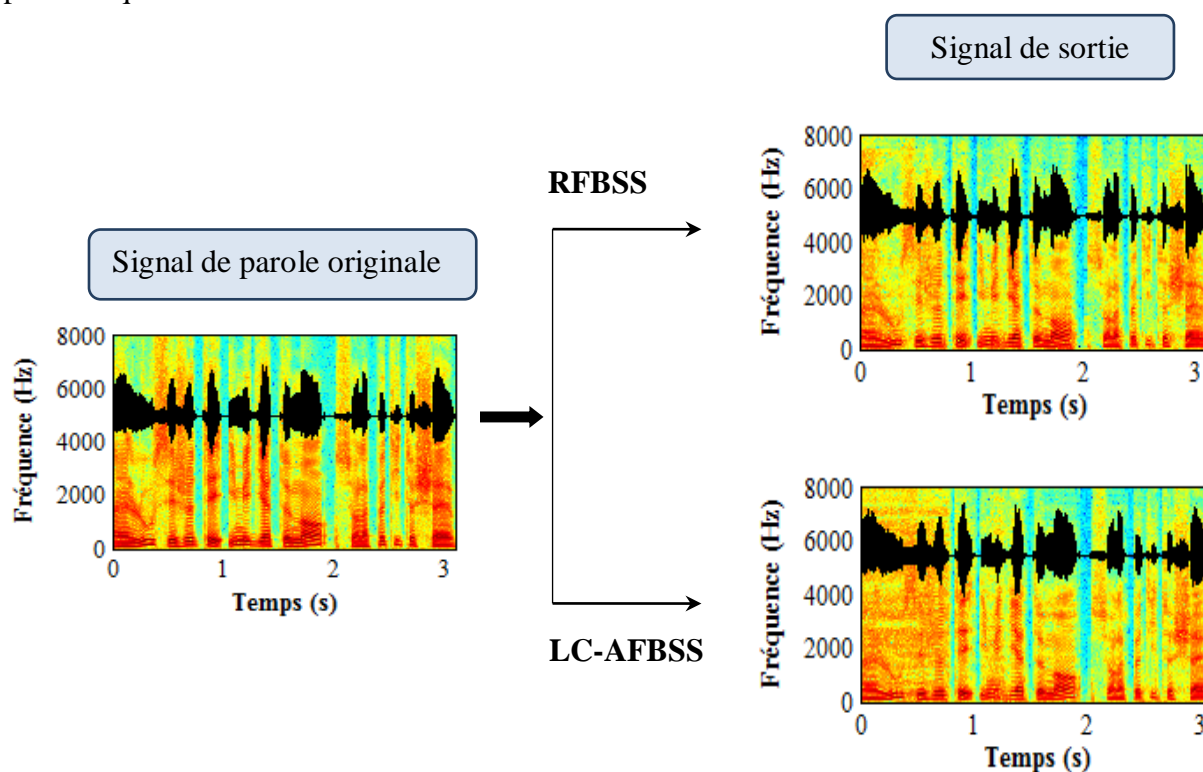 Signal de sortie
RFBSS
8000
6000
4000
2000
0
Fréquence (Hz)
0 1 2 3
Temps (s)
Signal de parole originale
8000
6000
4000
2000
0
Fréquence (Hz)
0 1 2 3
Temps (s)
LC-AFBSS
8000
6000
4000
2000
0
Fréquence (Hz)
0 1 2 3
Temps (s)